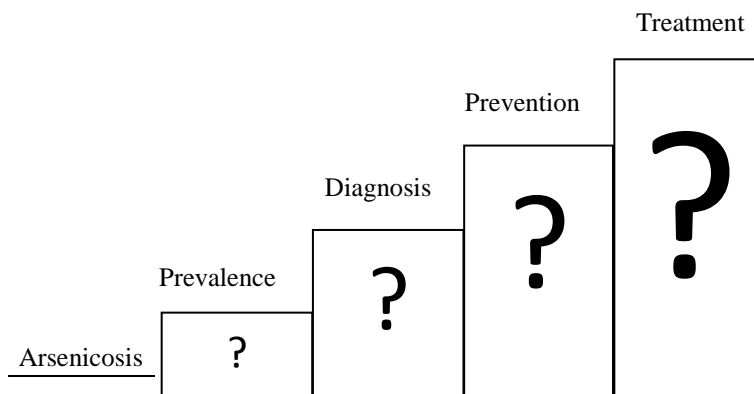 Treatment
Prevention
Diagnosis
Prevalence
Arsenicosis
?
?
?
?